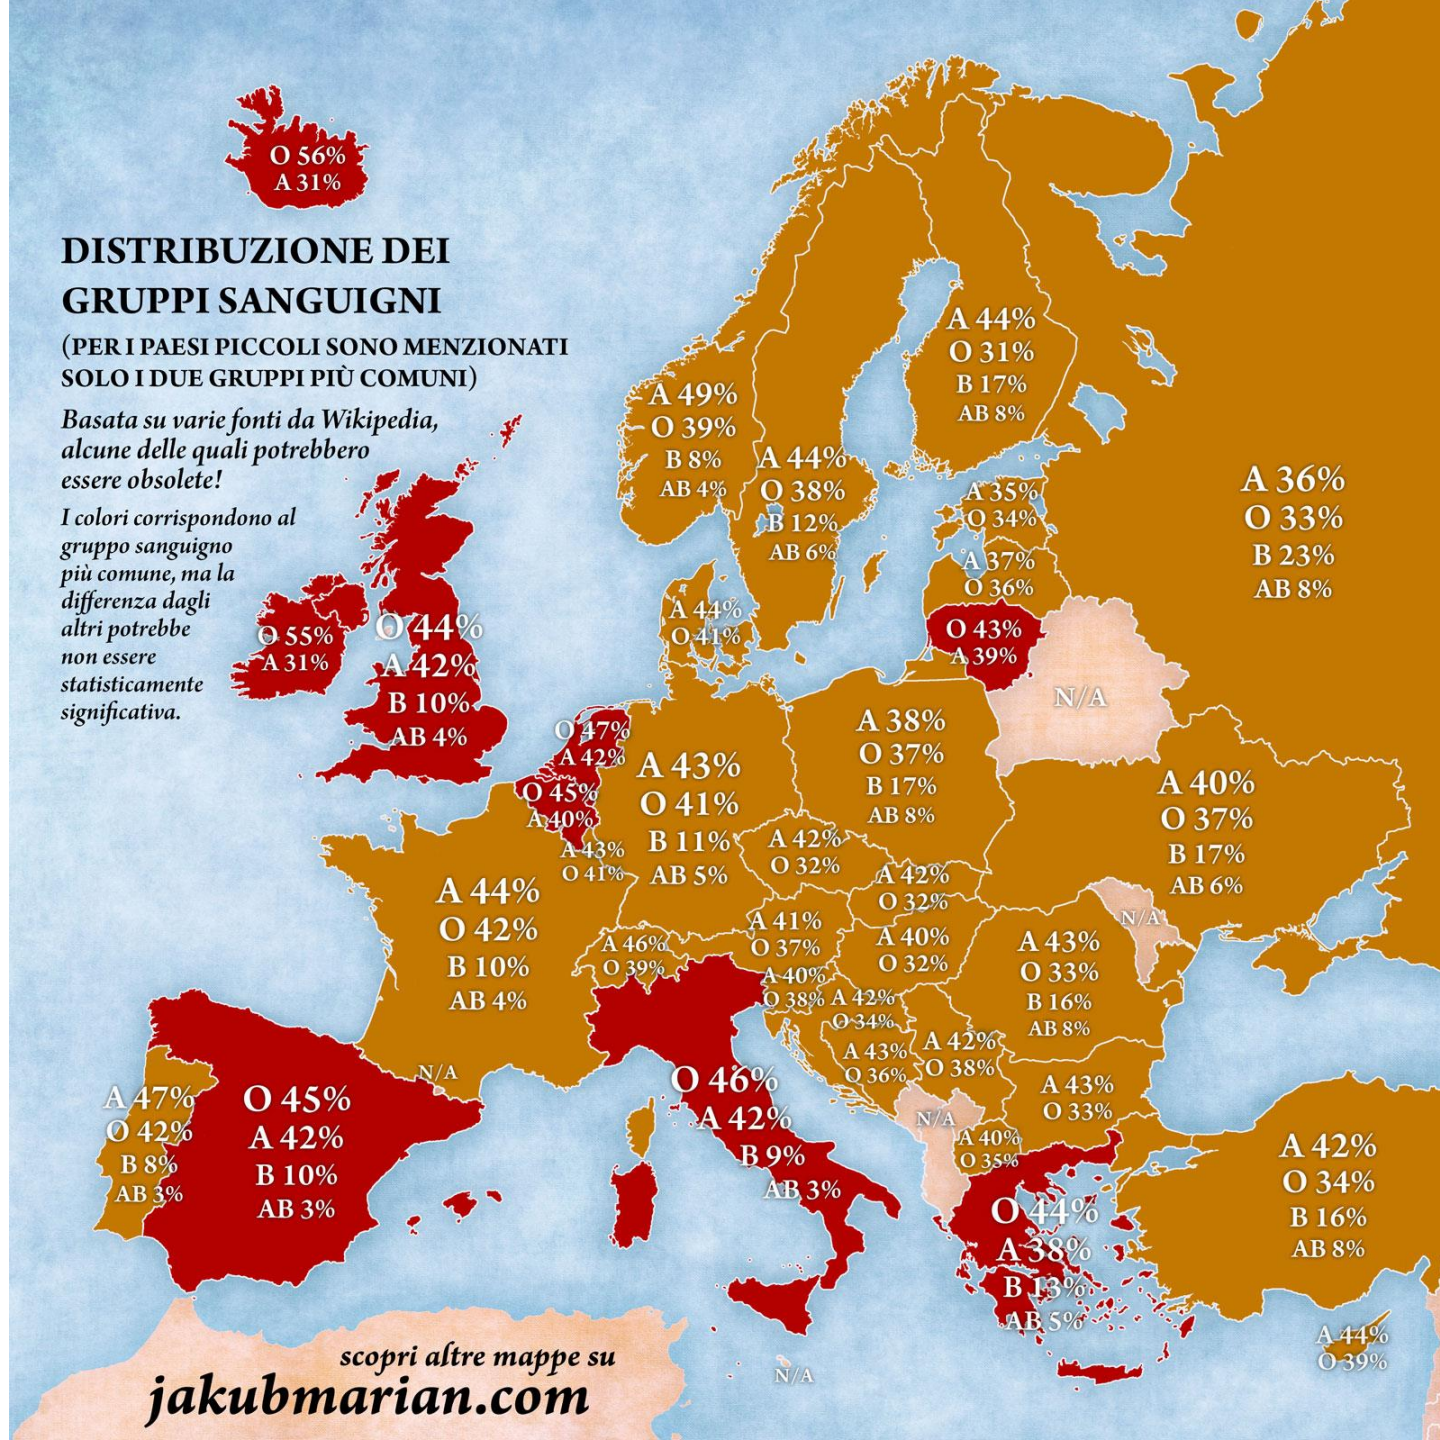 O 56%
A 31%
DISTRIBUZIONE DEI
GRUPPI SANGUIGNI
(PER I PAESI PICCOLI SONO MENZIONATI
SOLO I DUE GRUPPI PIÙ COMUNI)
Basata su varie fonti da Wikipedia,
alcune delle quali potrebbero
essere obsolete!
I colori corrispondono al
gruppo sanguigno
più comune, ma la
differenza dagli
altri potrebbe
non essere
statisticamente
significativa.
A 44%
O 31%
B 17%
AB 8%
A 49%
O 39%
B 8%
AB 4%
A 44%
O 38%
B 12%
AB 6%
A 35%
O 34%
A 37%
O 36%
A 36%
O 33%
B 23%
AB 8%
A 44%
O 41%
O 43%
A 39%
N/A
O 55%
A 31%
O 44%
A 42%
B 10%
AB 4%
O 47%
A 42%
O 45%
A 40%
A 43%
O 41%
A 43%
O 41%
B 11%
AB 5%
A 38%
O 37%
B 17%
AB 8%
A 40%
O 37%
B 17%
AB 6%
A 42%
O 32%
A 42%
O 32%
A 44%
O 42%
B 10%
AB 4%
A 46%
O 39%
A 41%
O 37%
A 40%
O 32%
A 43%
O 33%
B 16%
AB 8%
N/A
A 40%
O 38%
A 42%
O 34%
A 43%
O 36%
A 42%
O 38%
A 43%
O 33%
N/A
A 47%
O 42%
B 8%
AB 3%
O 45%
A 42%
B 10%
AB 3%
O 46%
A 42%
B 9%
AB 3%
N/A
A 40%
O 35%
O 44%
A 38%
B 13%
AB 5%
A 42%
O 34%
B 16%
AB 8%
A 44%
O 39%
N/A
scopri altre mappe su
jakubmarian.com